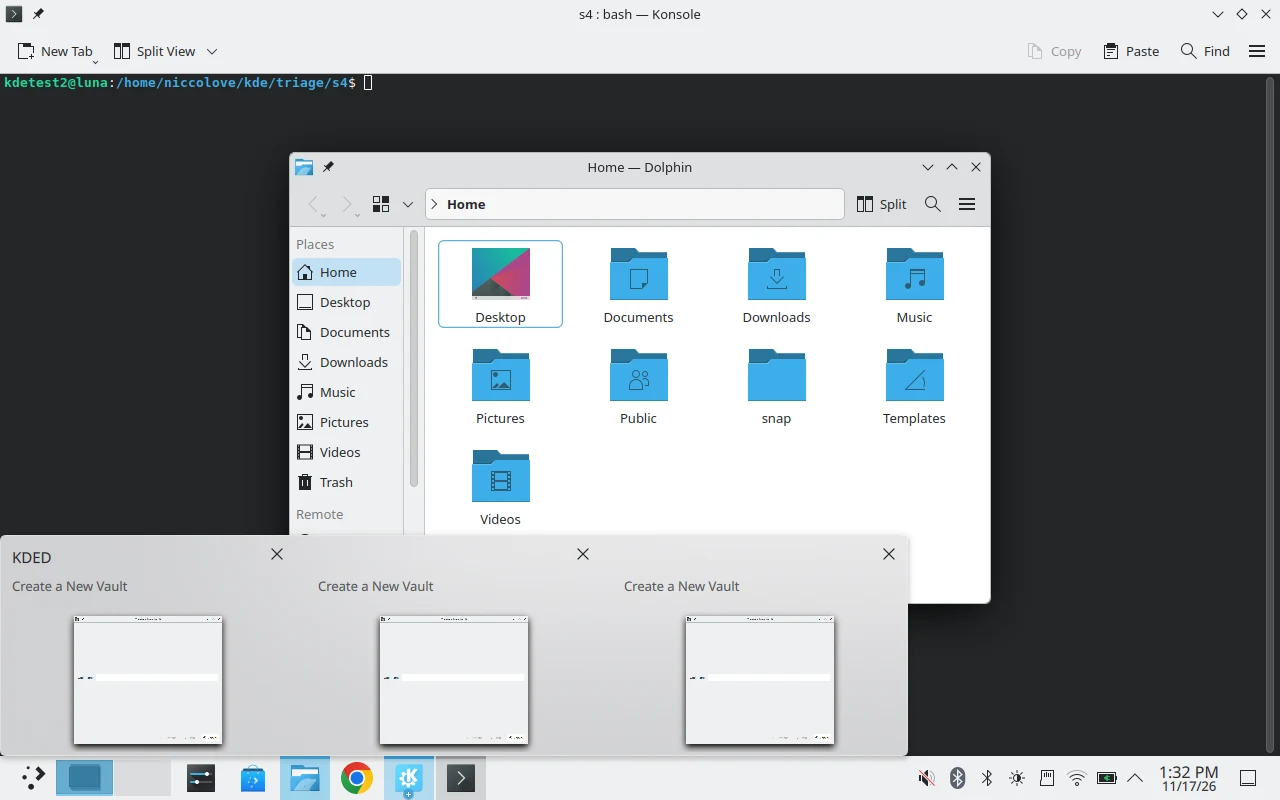 s4 : bash — Konsole
New Tab Split View Copy Paste Find
kdetest2@luna:/home/niccolove/kde/triage/s4$
Home — Dolphin
Home Split
Places
Home
Desktop
Documents
Downloads
Music
Pictures
Videos
Trash
Remote
Desktop Documents Downloads Music
Pictures Public snap Templates
Videos
KDED
Create a New Vault Create a New Vault Create a New Vault
1:32 PM
11/17/26